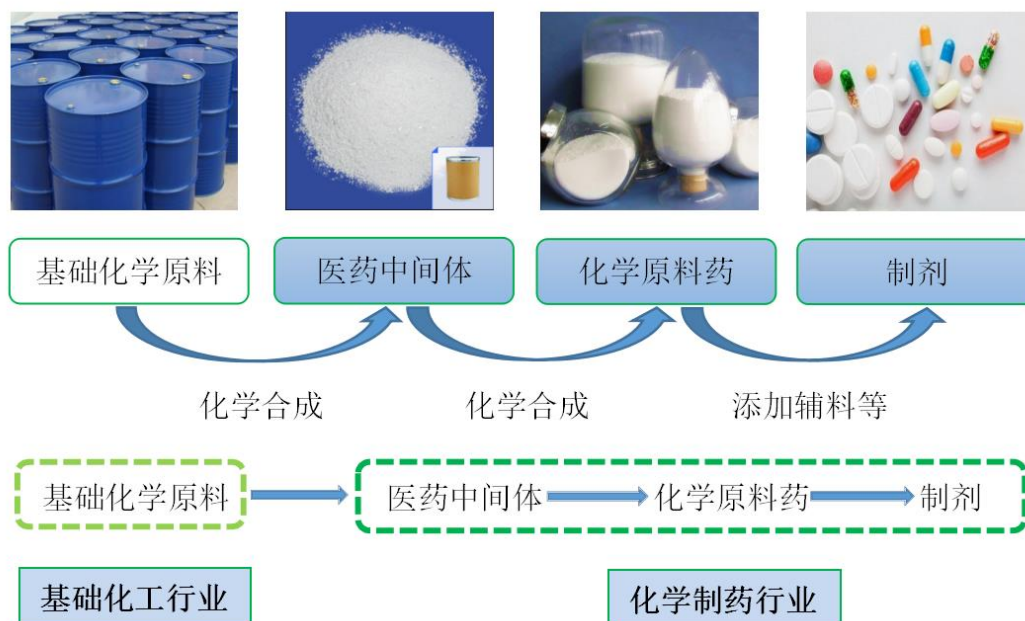 基础化学原料 医药中间体 化学原料药 制剂
化学合成 化学合成 添加辅料等
基础化学原料 医药中间体 化学原料药 制剂
基础化工行业 化学制药行业